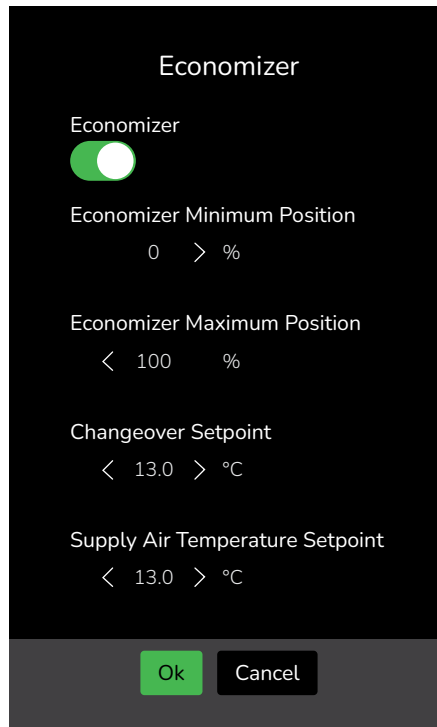 Economizer
Economizer
Economizer Minimum Position
0 > %
Economizer Maximum Position
< 100 %
Changeover Setpoint
< 13.0 > °C
Supply Air Temperature Setpoint
< 13.0 > °C
Ok Cancel